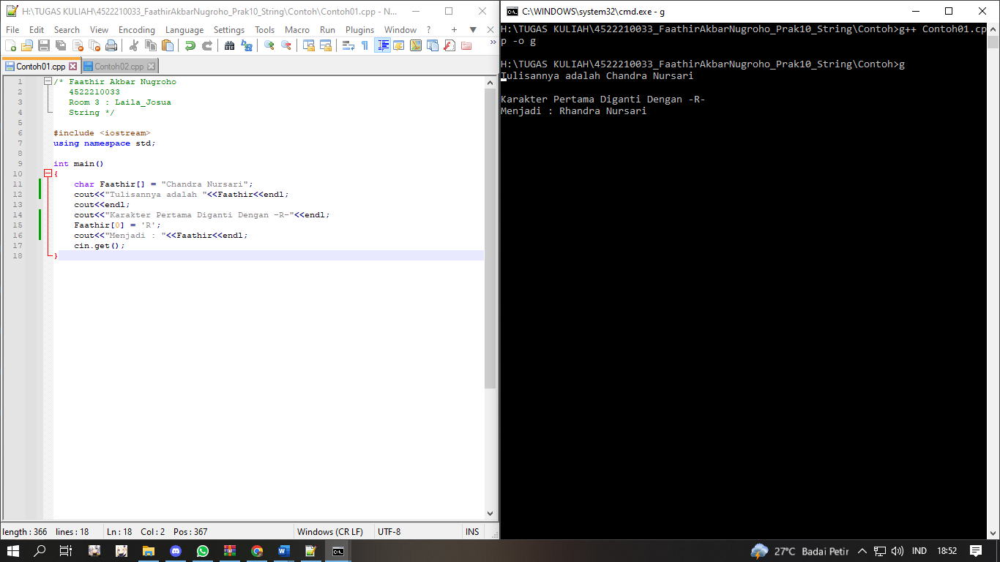 H:\TUGAS KULIAH\4522210033_FaathirAkbarNugroho_Prak10_String\Contoh\Contoh01.cpp - N...
File Edit Search View Encoding Language Settings Tools Macro Run Plugins Window ? + ▼ X
Contoh01.cpp Contoh02.cpp
1 /* Faathir Akbar Nugroho
2 4522210033
3 Room 3 : Laila_Josua
4 String */
5
6 #include <iostream>
7 using namespace std;
8
9 int main()
10 {
11 char Faathir[] = "Chandra Nursari";
12 cout<<"Tulisannya adalah "<<Faathir<<endl;
13 cout<<endl;
14 cout<<"Karakter Pertama Diganti Dengan -R-"<<endl;
15 Faathir[0] = 'R';
16 cout<<"Menjadi : "<<Faathir<<endl;
17 cin.get();
18 }
length : 366 lines : 18 Ln : 18 Col : 2 Pos : 367 Windows (CR LF) UTF-8 INS
C:\WINDOWS\system32\cmd.exe - g
H:\TUGAS KULIAH\4522210033_FaathirAkbarNugroho_Prak10_String\Contoh>g++ Contoh01.cp
p -o g
H:\TUGAS KULIAH\4522210033_FaathirAkbarNugroho_Prak10_String\Contoh>g
Tulisannya adalah Chandra Nursari
Karakter Pertama Diganti Dengan -R-
Menjadi : Rhandra Nursari
27°C Badai Petir IND 18:52